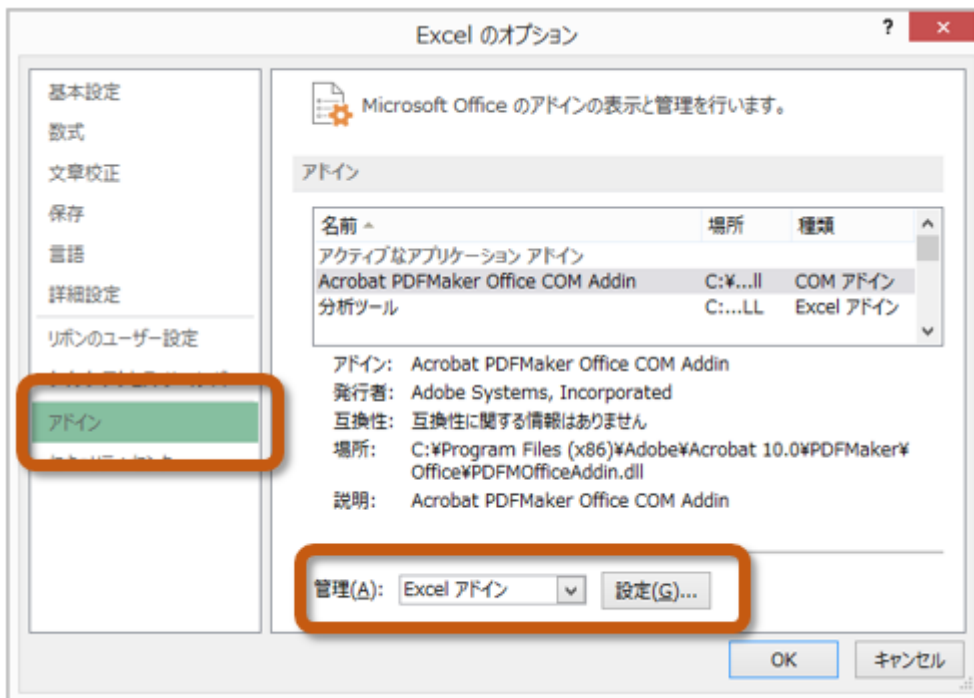 Excel のオプション
?
×
基本設定
数式
文章校正
保存
言語
詳細設定
リボンのユーザー設定
アドイン
Microsoft Office のアドインの表示と管理を行います。
アドイン
名前 場所 種類
アクティブなアプリケーション アドイン
Acrobat PDFMaker Office COM Addin C:¥...ll COM アドイン
分析ツール C:...LL Excel アドイン
アドイン: Acrobat PDFMaker Office COM Addin
発行者: Adobe Systems, Incorporated
互換性: 互換性に関する情報はありません
場所: C:¥Program Files (x86)¥Adobe¥Acrobat 10.0¥PDFMaker¥
Office¥PDFMOfficeAddin.dll
説明: Acrobat PDFMaker Office COM Addin
管理(A): Excel アドイン 設定(G)...
OK キャンセル